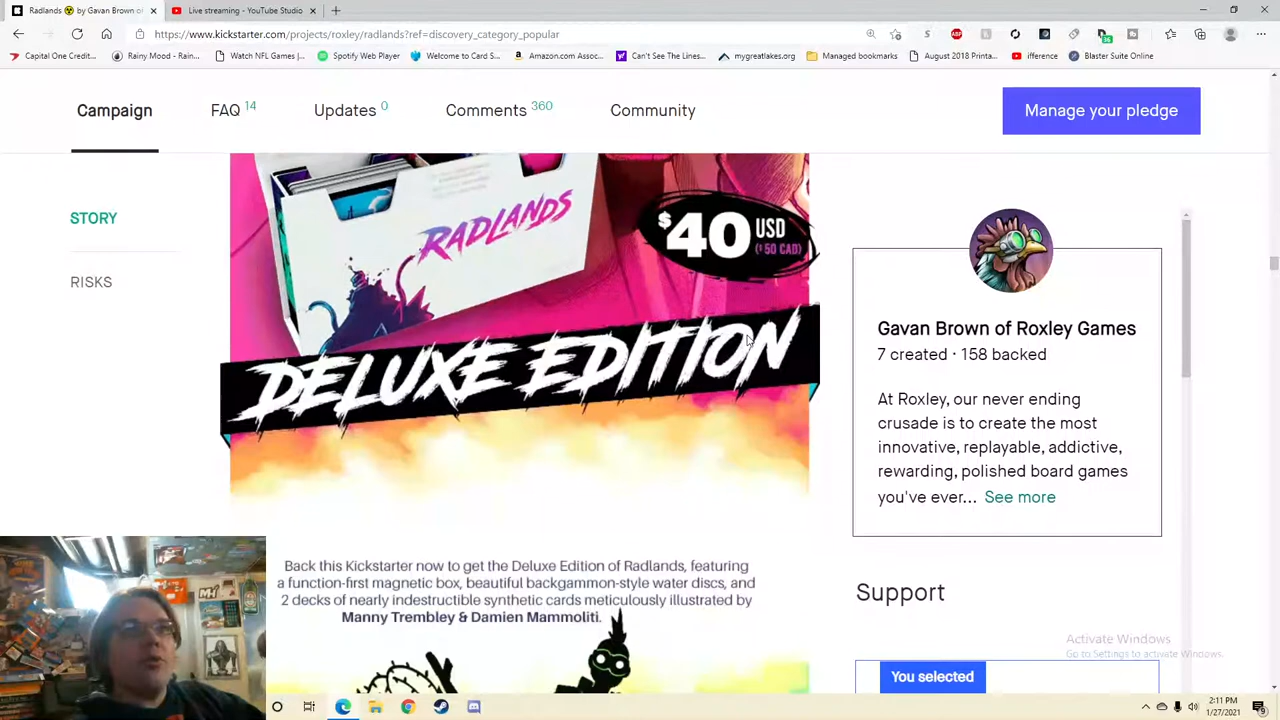 Radlands ☢ by Gavan Brown o
Live streaming - YouTube Studio
https://www.kickstarter.com/projects/roxley/radlands?ref=discovery_category_popular
Capital One Credit...
Rainy Mood - Rain...
Watch NFL Games |...
Spotify Web Player
Welcome to Card S...
Amazon.com Assoc...
Can't See The Lines...
mygreatlakes.org
Managed bookmarks
August 2018 Printa...
ifference
Blaster Suite Online
Campaign
FAQ 14
Updates 0
Comments 360
Community
Manage your pledge
STORY
RISKS
RADLANDS
$40 USD
($50 CAD)
DELUXE EDITION
Back this Kickstarter now to get the Deluxe Edition of Radlands, featuring
a function-first magnetic box, beautiful backgammon-style water discs, and
2 decks of nearly indestructible synthetic cards meticulously illustrated by
Manny Trembley & Damien Mammoliti.
Gavan Brown of Roxley Games
7 created · 158 backed
At Roxley, our never ending
crusade is to create the most
innovative, replayable, addictive,
rewarding, polished board games
you've ever... See more
Support
Activate Windows
Go to Settings to activate Windows.
You selected
2:11 PM
1/27/2021